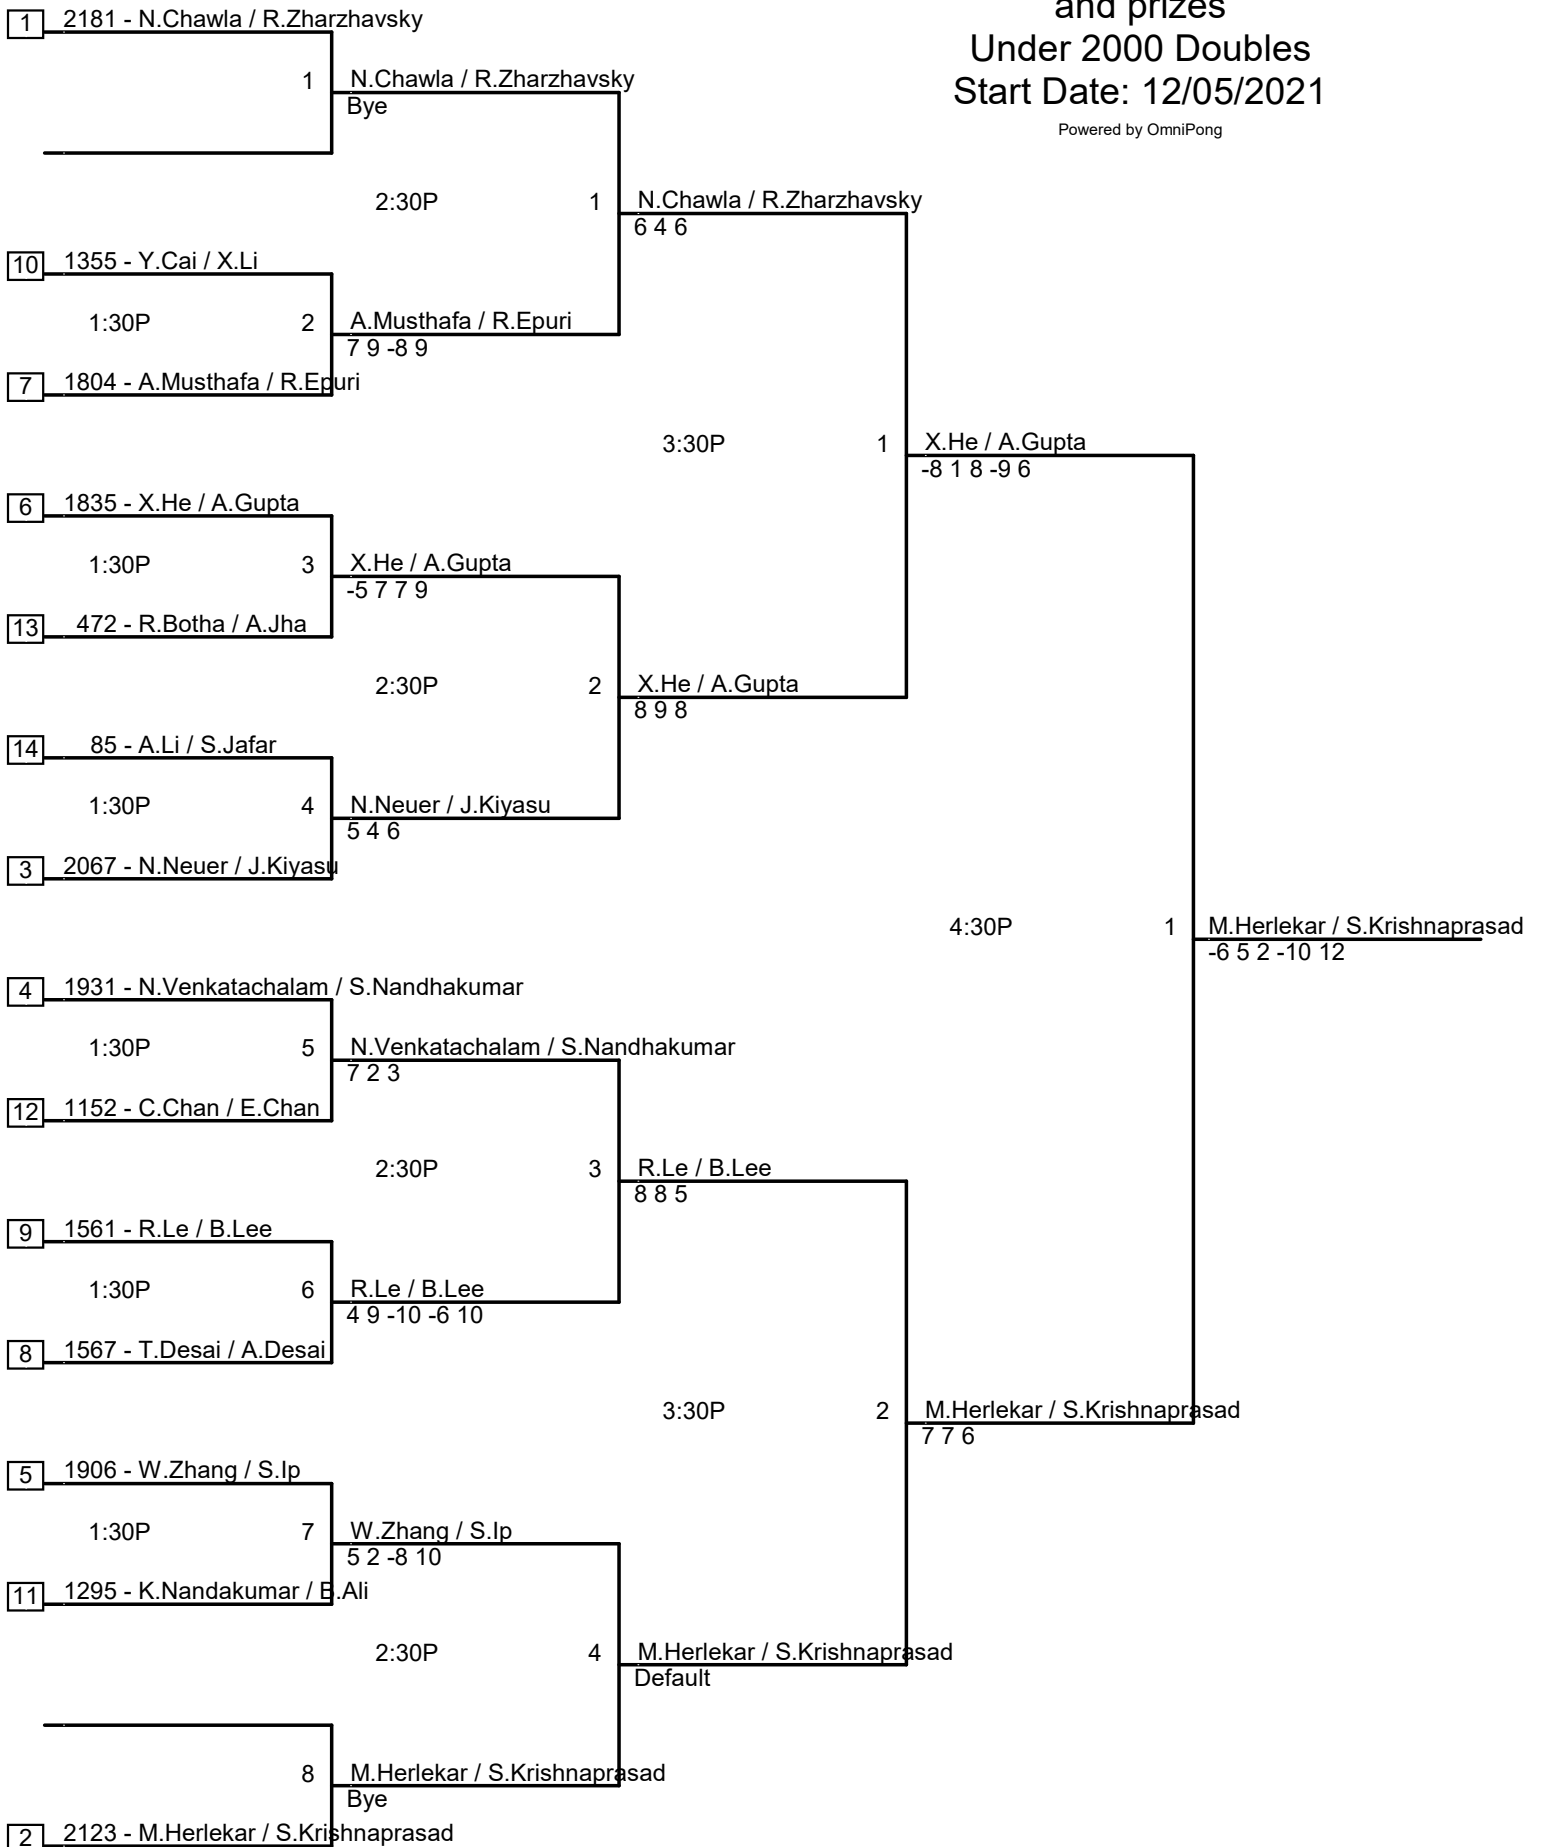 and prizes
Under 2000 Doubles
Start Date: 12/05/2021
Powered by OmniPong
1 2181 - N.Chawla / R.Zharzhavsky
1 N.Chawla / R.Zharzhavsky
Bye
2:30P 1 N.Chawla / R.Zharzhavsky
6 4 6
10 1355 - Y.Cai / X.Li
1:30P 2 A.Musthafa / R.Epuri
7 9 -8 9
7 1804 - A.Musthafa / R.Epuri
3:30P 1 X.He / A.Gupta
-8 1 8 -9 6
6 1835 - X.He / A.Gupta
1:30P 3 X.He / A.Gupta
-5 7 7 9
13 472 - R.Botha / A.Jha
2:30P 2 X.He / A.Gupta
8 9 8
14 85 - A.Li / S.Jafar
1:30P 4 N.Neuer / J.Kiyasu
5 4 6
3 2067 - N.Neuer / J.Kiyasu
4:30P 1 M.Herlekar / S.Krishnaprasad
-6 5 2 -10 12
4 1931 - N.Venkatachalam / S.Nandhakumar
1:30P 5 N.Venkatachalam / S.Nandhakumar
7 2 3
12 1152 - C.Chan / E.Chan
2:30P 3 R.Le / B.Lee
8 8 5
9 1561 - R.Le / B.Lee
1:30P 6 R.Le / B.Lee
4 9 -10 -6 10
8 1567 - T.Desai / A.Desai
3:30P 2 M.Herlekar / S.Krishnaprasad
7 7 6
5 1906 - W.Zhang / S.Ip
1:30P 7 W.Zhang / S.Ip
5 2 -8 10
11 1295 - K.Nandakumar / B.Ali
2:30P 4 M.Herlekar / S.Krishnaprasad
Default
8 M.Herlekar / S.Krishnaprasad
Bye
2 2123 - M.Herlekar / S.Krishnaprasad